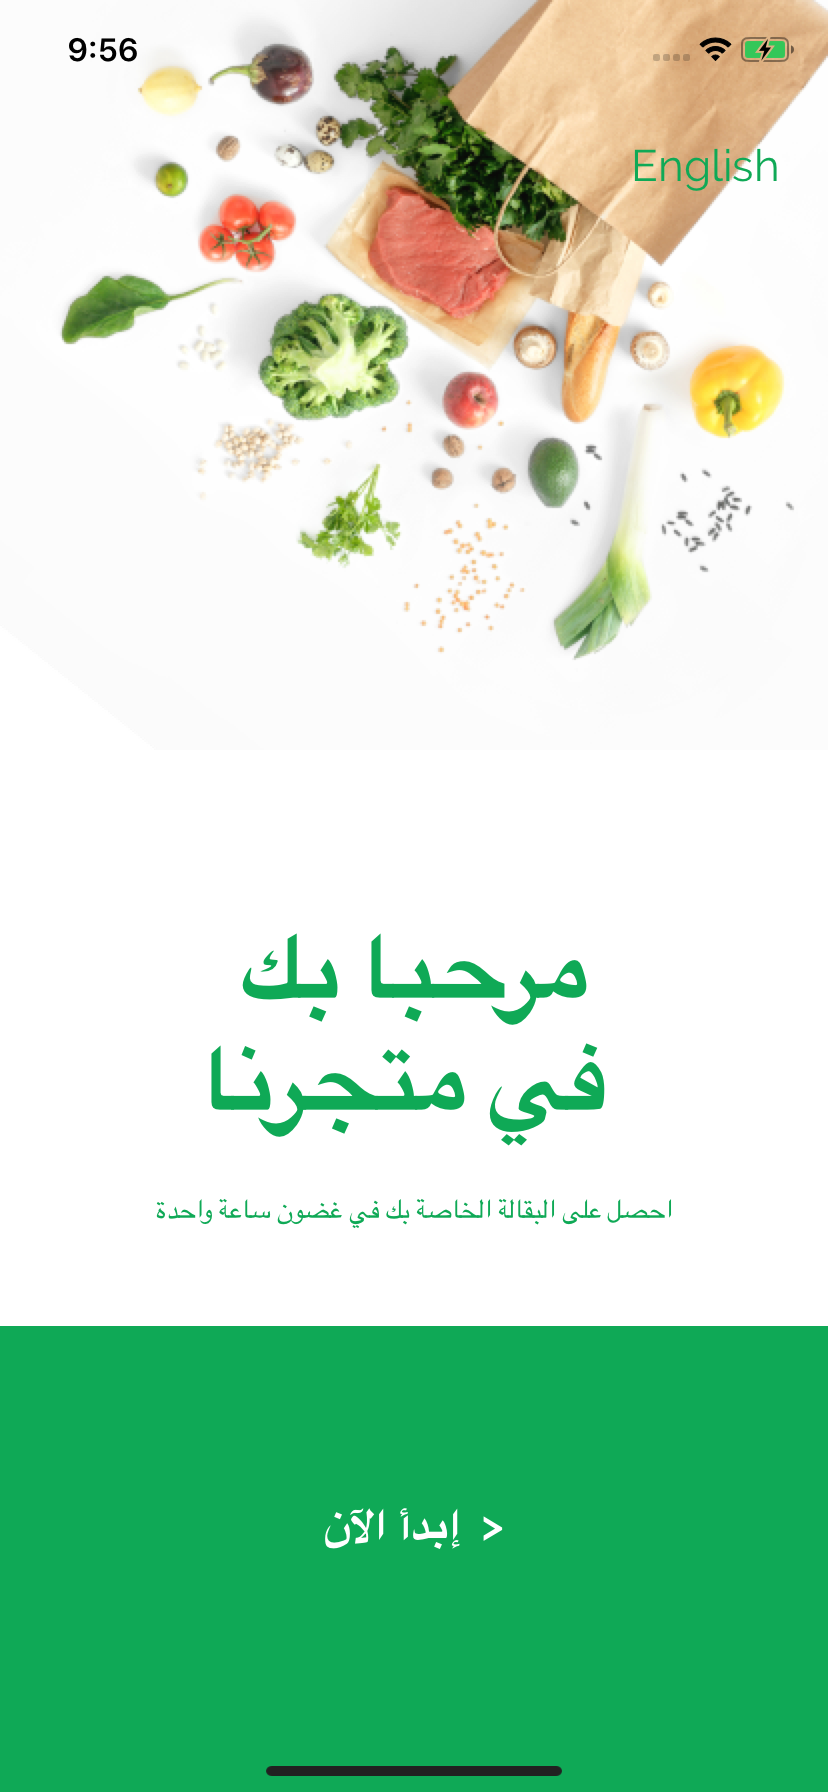 9:56
English
مرحبا بك
في متجرنا
احصل على البقالة الخاصة بك في غضون ساعة واحدة
> إبدأ الآن